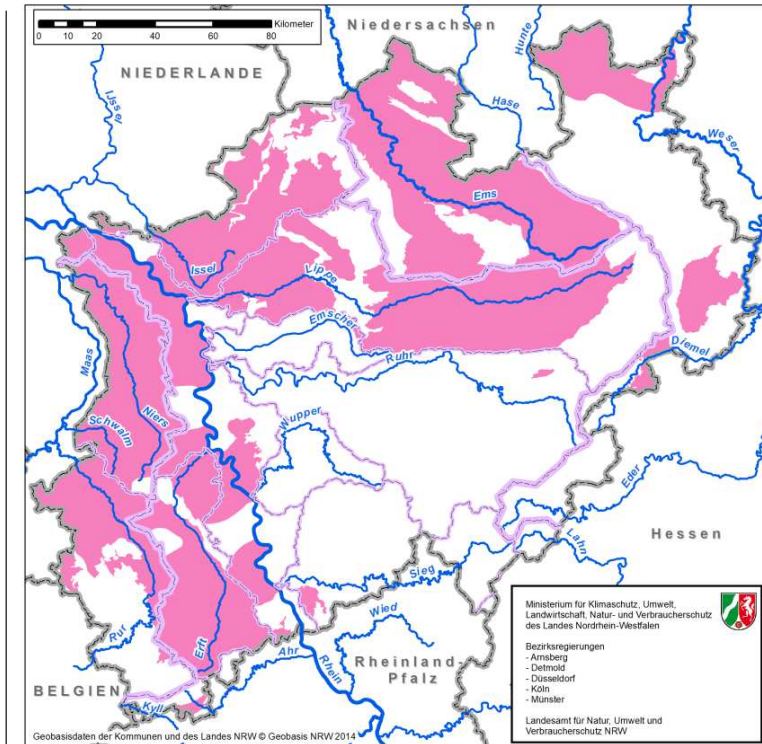 0 10 20 40 60 80 Kilometer
Niedersachsen
NIEDERLANDE
IJssel
Hunte
Hase
Weser
Ems
Issel
Lippe
Emscher
Ruhr
Diemel
Maas
Niers
Schwalm
Wupper
Eder
Hessen
Lahn
Sieg
Wied
Rur
Erft
Ahr
Rhein
Rheinland-
Pfalz
BELGIEN
Kyll
Ministerium für Klimaschutz, Umwelt,
Landwirtschaft, Natur- und Verbraucherschutz
des Landes Nordrhein-Westfalen
Bezirksregierungen
- Arnsberg
- Detmold
- Düsseldorf
- Köln
- Münster
Landesamt für Natur, Umwelt und
Verbraucherschutz NRW
Geobasisdaten der Kommunen und des Landes NRW © Geobasis NRW 2014